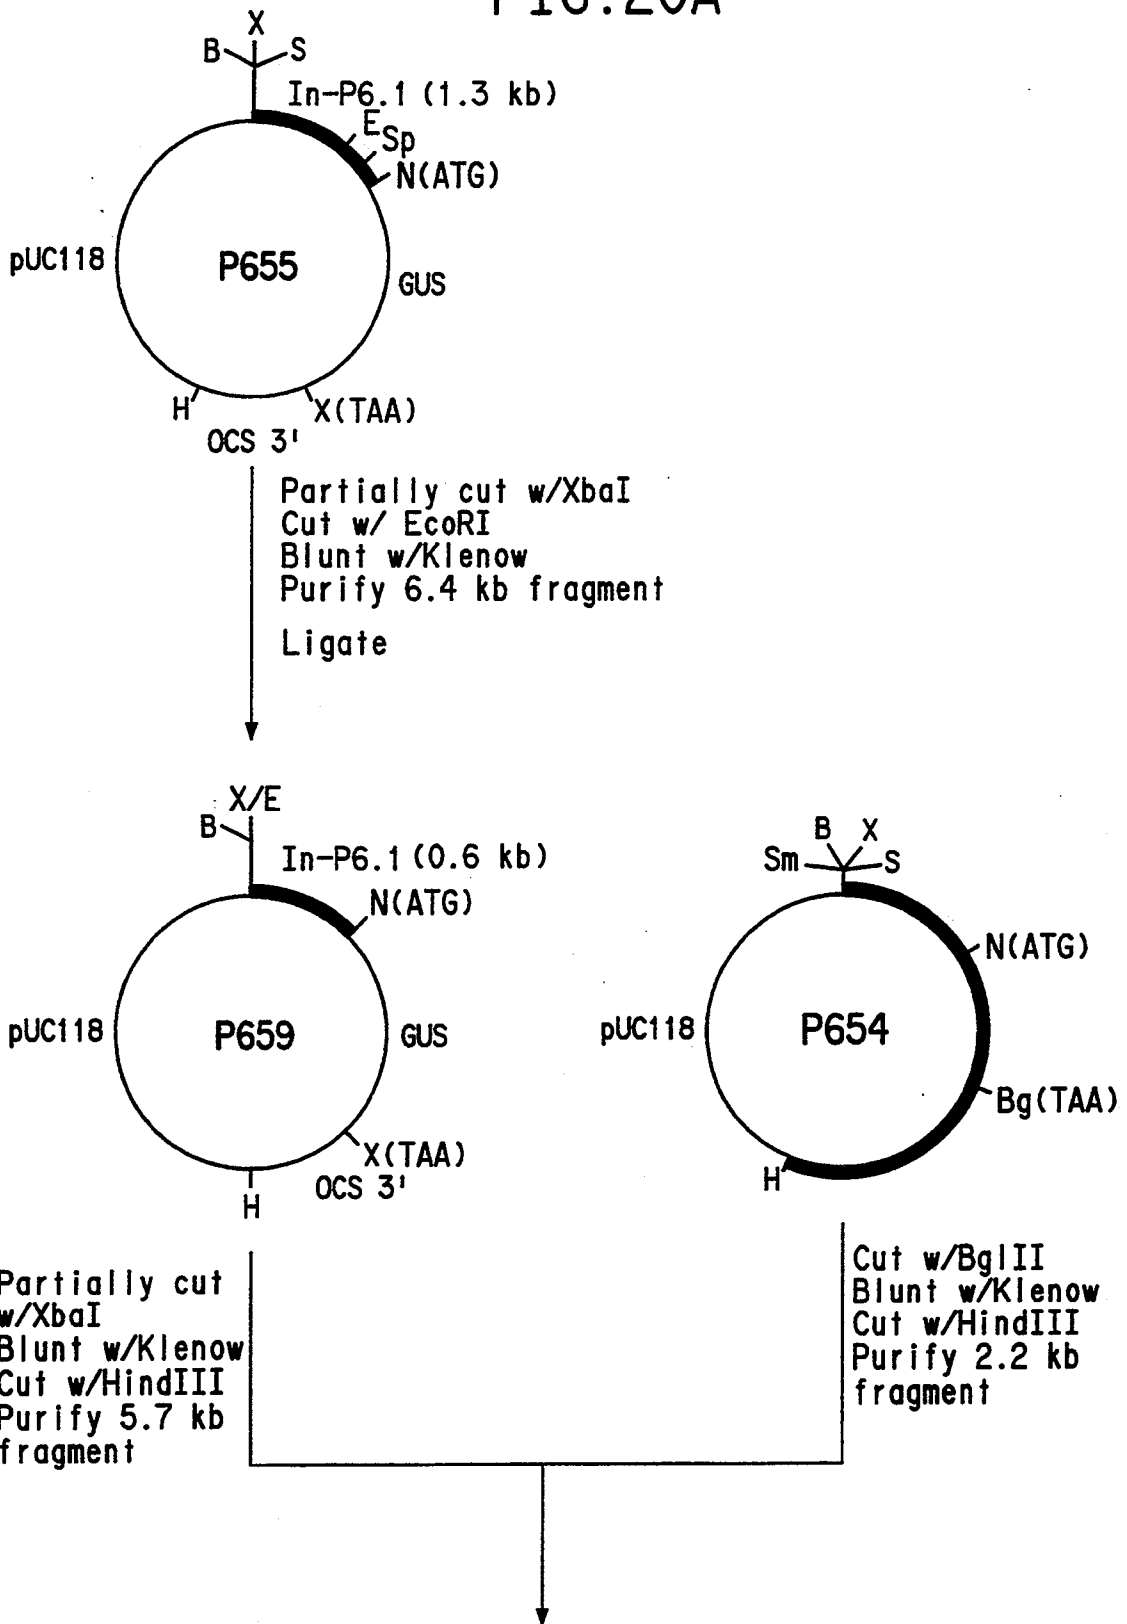 FIG.20A
X
B
S
In-P6.1 (1.3 kb)
E
Sp
N(ATG)
pUC118
P655
GUS
H
X(TAA)
OCS 3'
Partially cut w/XbaI
Cut w/ EcoRI
Blunt w/Klenow
Purify 6.4 kb fragment
Ligate
X/E
B
In-P6.1 (0.6 kb)
N(ATG)
pUC118
P659
GUS
X(TAA)
OCS 3'
H
B
X
Sm
S
N(ATG)
pUC118
P654
Bg(TAA)
H
Partially cut
w/XbaI
Blunt w/Klenow
Cut w/HindIII
Purify 5.7 kb
fragment
Cut w/BglII
Blunt w/Klenow
Cut w/HindIII
Purify 2.2 kb
fragment